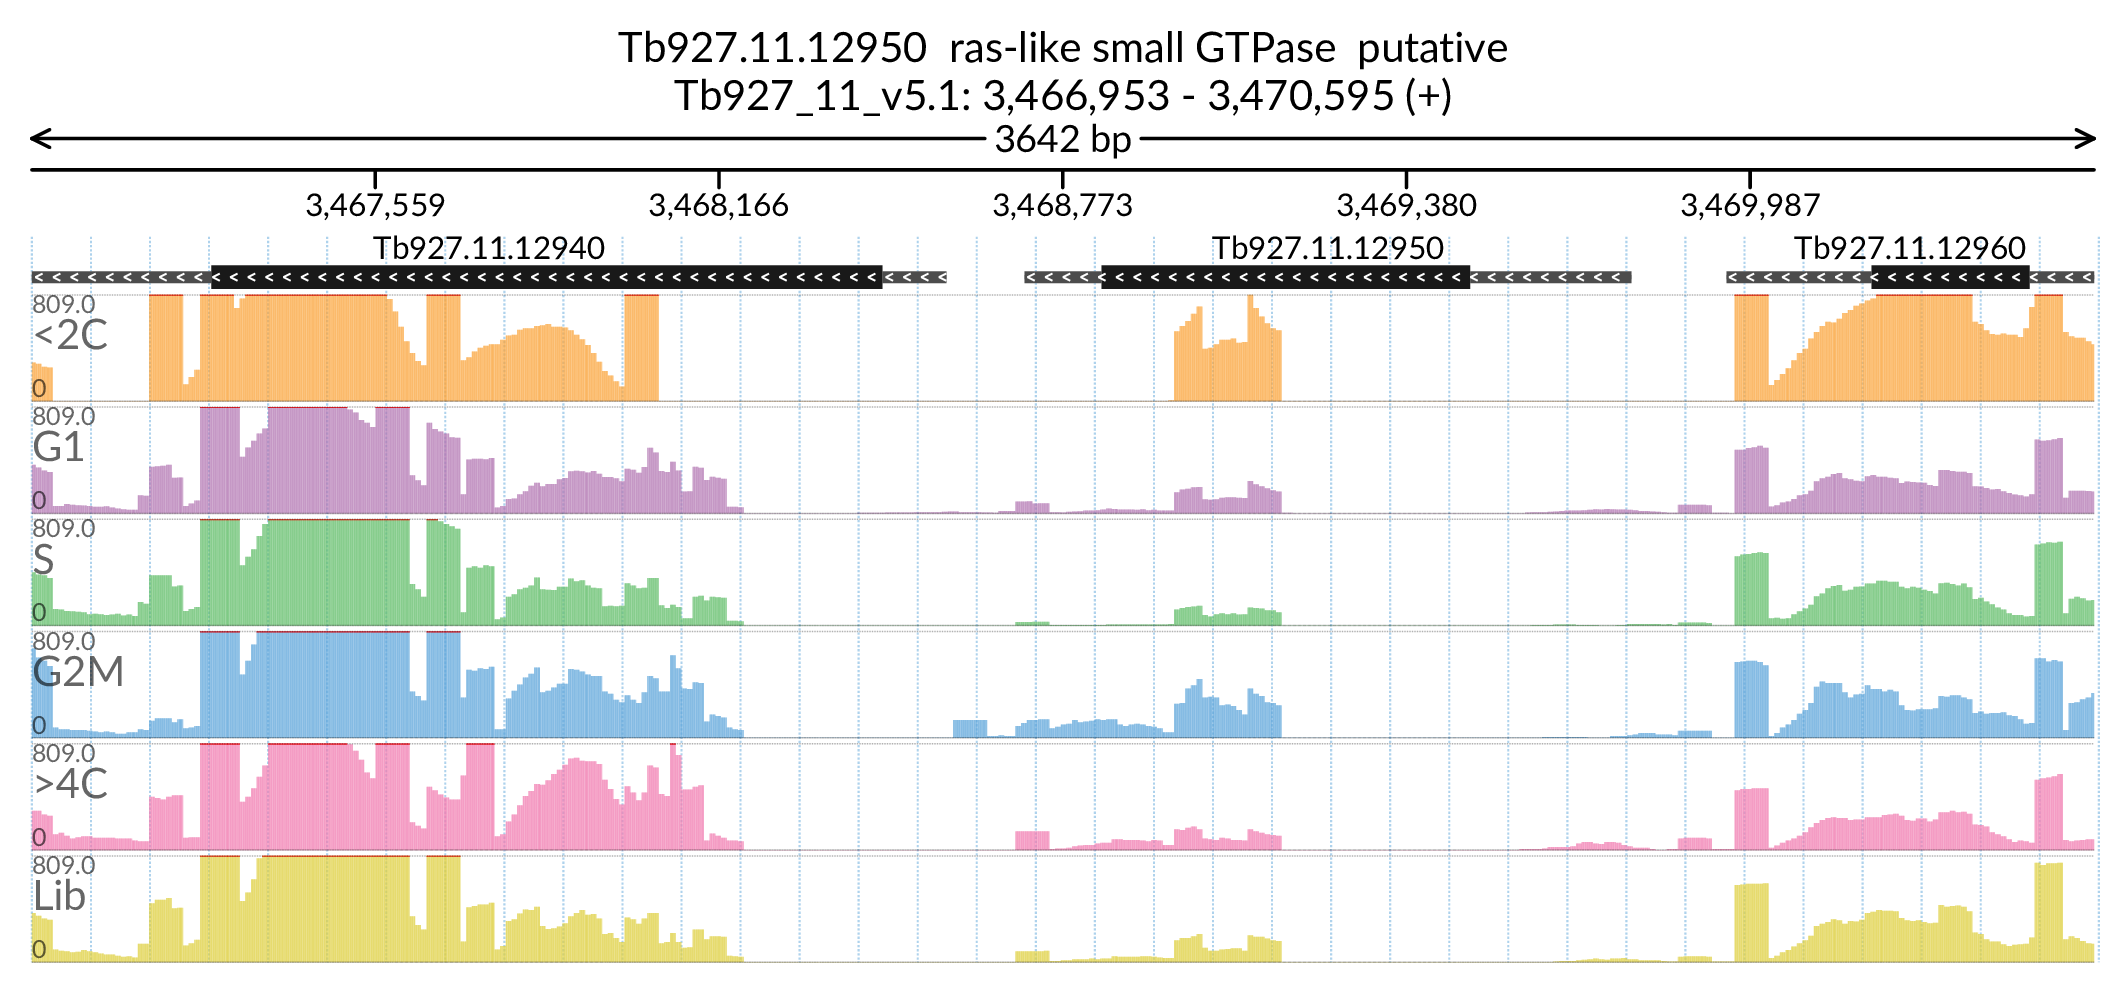 Tb927.11.12950  ras-like small GTPase  putative
Tb927_11_v5.1: 3,466,953 - 3,470,595 (+)
3642 bp
3,467,559 3,468,166 3,468,773 3,469,380 3,469,987
Tb927.11.12940 Tb927.11.12950 Tb927.11.12960
809.0
<2C
0
809.0
G1
0
809.0
S
0
809.0
G2M
0
809.0
>4C
0
809.0
Lib
0